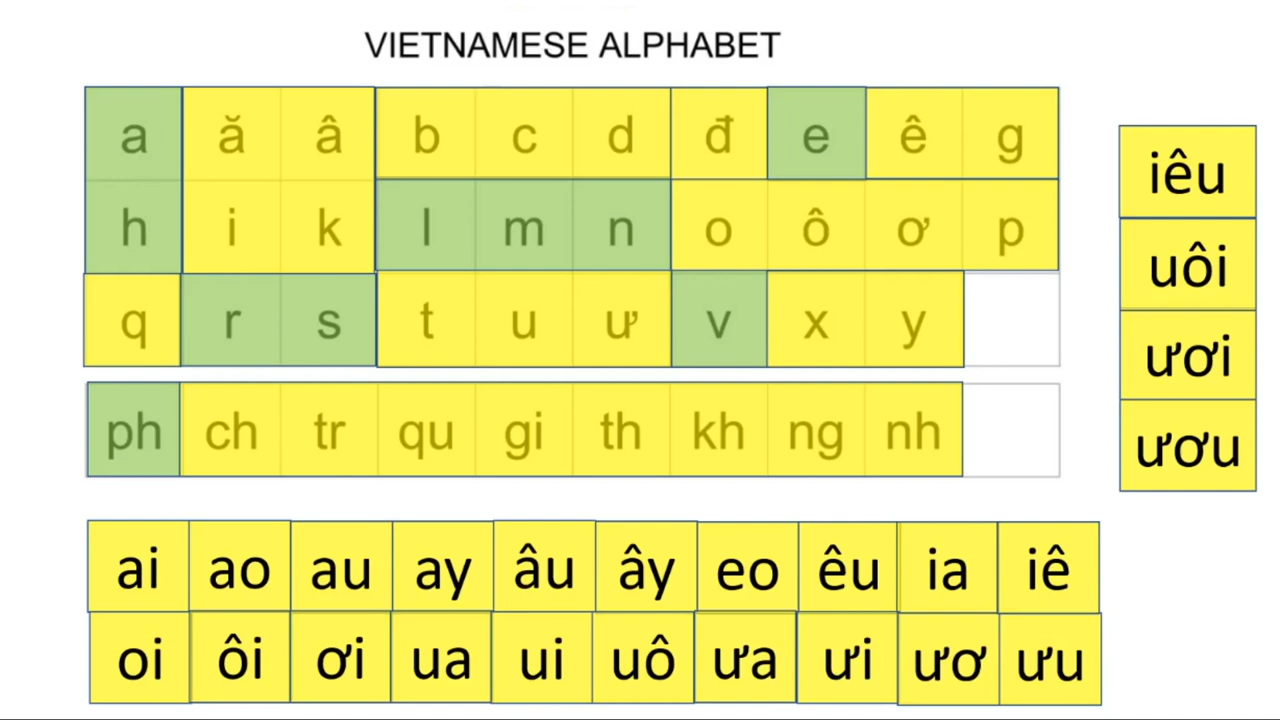 VIETNAMESE ALPHABET
a ă â b c d đ e ê g
h i k l m n o ô ơ p
q r s t u ư v x y
ph ch tr qu gi th kh ng nh
ai ao au ay âu ây eo êu ia iê
oi ôi ơi ua ui uô ưa ưi ươ ưu
iêu
uôi
ươi
ươu